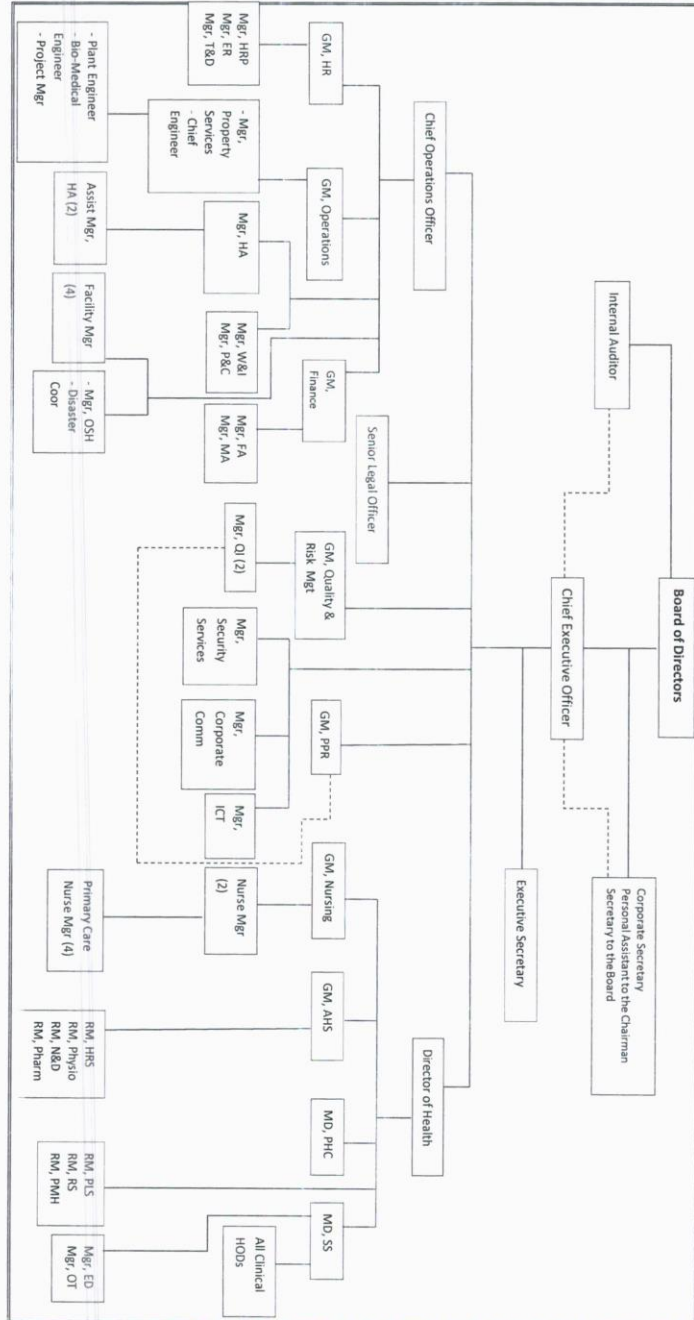 Board of Directors
Internal Auditor
Chief Executive Officer
Corporate Secretary
Personal Assistant to the Chairman
Secretary to the Board
Executive Secretary
Chief Operations Officer
Senior Legal Officer
Director of Health
GM, HR
GM, Operations
GM,
Finance
GM, Quality &
Risk Mgt
GM, PPR
GM, Nursing
GM, AHS
MD, PHC
MD, SS
Mgr, HRP
Mgr, ER
Mgr, T&D
- Mgr,
Property
Services
- Chief
Engineer
Mgr, HA
Mgr, W&I
Mgr, P&C
Mgr, FA
Mgr, MA
Mgr, QI (2)
Mgr,
Security
Services
Mgr,
Corporate
Comm
Mgr,
ICT
Nurse Mgr
(2)
All Clinical
HODs
- Plant Engineer
- Bio-Medical
Engineer
- Project Mgr
Assist Mgr,
HA (2)
Facility Mgr
(4)
- Mgr, OSH
- Disaster
Coor
Primary Care
Nurse Mgr (4)
RM, HRS
RM, Physio
RM, N&D
RM, Pharm
RM, PLS
RM, RS
RM, PMH
Mgr, ED
Mgr, OT